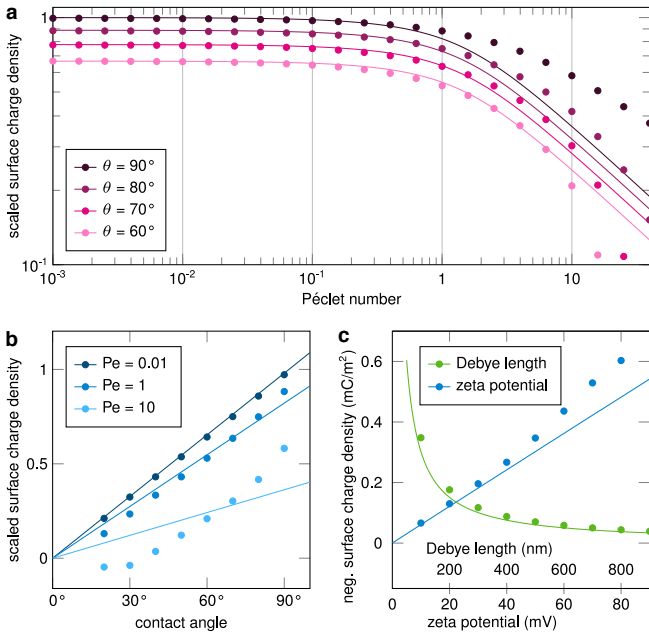 a
scaled surface charge density
1
10-1
θ = 90°
θ = 80°
θ = 70°
θ = 60°
10-3 10-2 10-1 1 10
Péclet number
b
scaled surface charge density
1
0.5
0
Pe = 0.01
Pe = 1
Pe = 10
0° 30° 60° 90°
contact angle
c
neg. surface charge density (mC/m²)
0.6
0.4
0.2
0
Debye length
zeta potential
Debye length (nm)
200 400 600 800
0 20 40 60 80
zeta potential (mV)